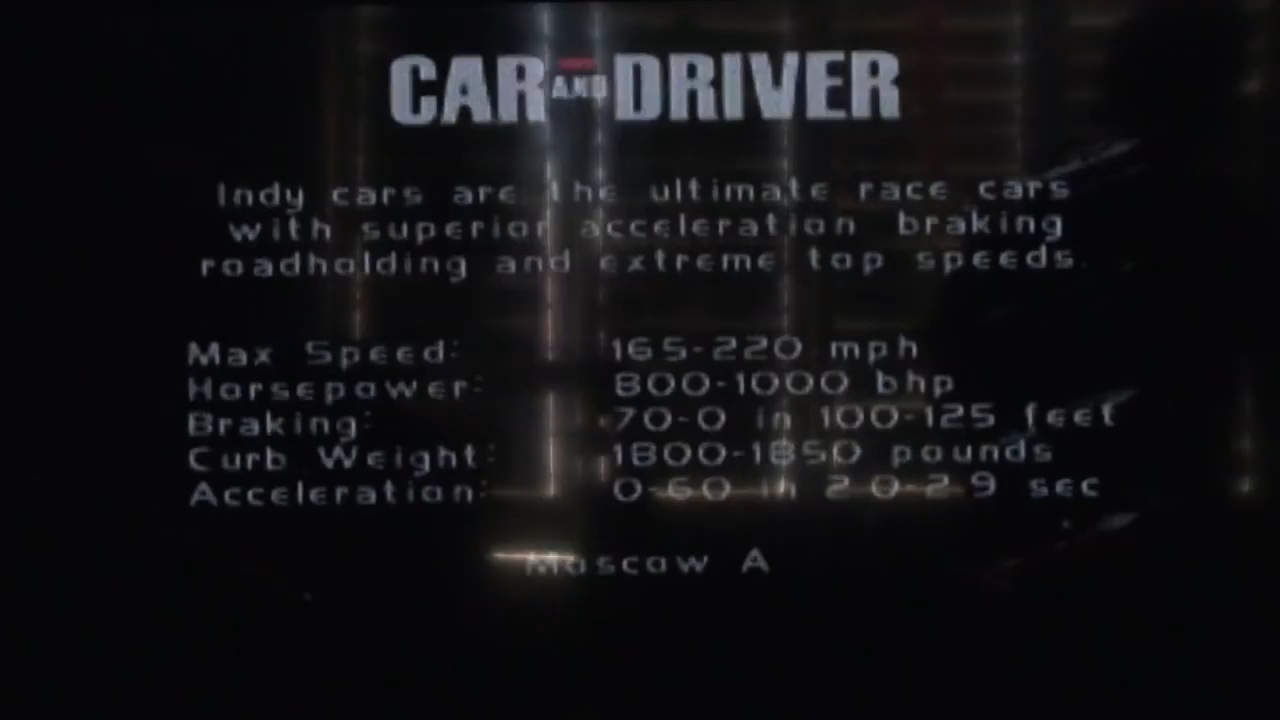 CAR AND DRIVER
Indy cars are the ultimate race cars
with superior acceleration braking
roadholding and extreme top speeds.
Max Speed: 165-220 mph
Horsepower: 800-1000 bhp
Braking: 70-0 in 100-125 feet
Curb Weight: 1800-1850 pounds
Acceleration: 0-60 in 2.0-2.9 sec
Moscow A